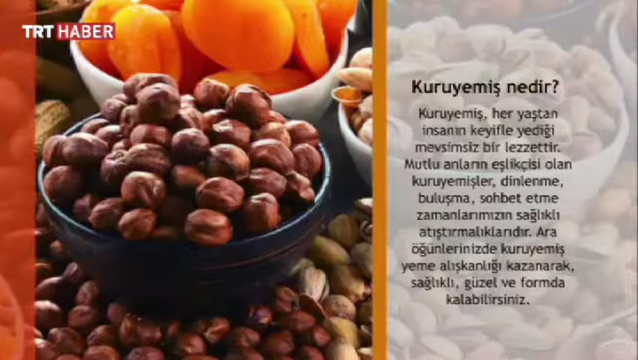 TRT HABER
Kuruyemiş nedir?
Kuruyemiş, her yaştan
insanın keyifle yediği
mevsimsiz bir lezzettir.
Mutlu anların eşlikçisi olan
kuruyemişler, dinlenme,
buluşma, sohbet etme
zamanlarımızın sağlıklı
atıştırmalıklarıdır. Ara
öğünlerinizde kuruyemiş
yeme alışkanlığı kazanarak,
sağlıklı, güzel ve formda
kalabilirsiniz.